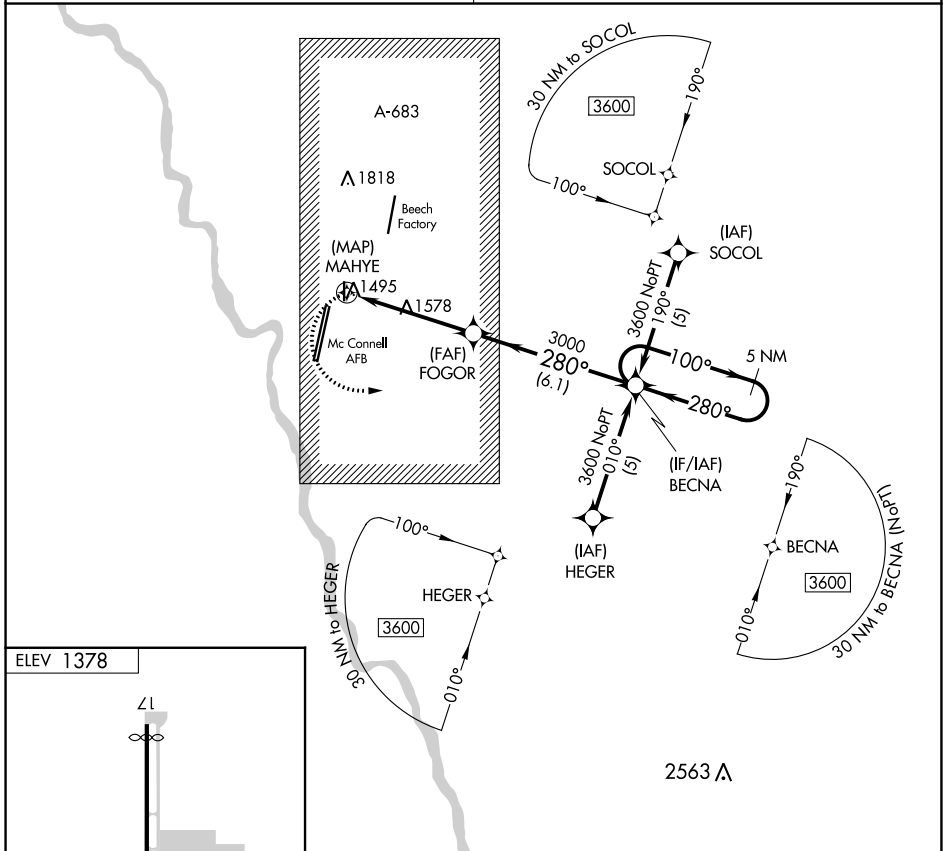 30 NM to SOCOL
A-683
190°
3600
1818
SOCOL
100°
Beech
Factory
(IAF)
SOCOL
(MAP)
MAHYE
1495
1578
3600 NoPT
190°
(5)
Mc Connell
AFB
(FAF)
FOGOR
3000
280°
(6.1)
100°
5 NM
280°
3600 NoPT
010°
(5)
(IF/IAF)
BECNA
190°
(IAF)
HEGER
100°
BECNA
3600
30 NM to BECNA (NoPT)
010°
HEGER
3600
30 NM to HEGER
010°
ELEV 1378
17
2563